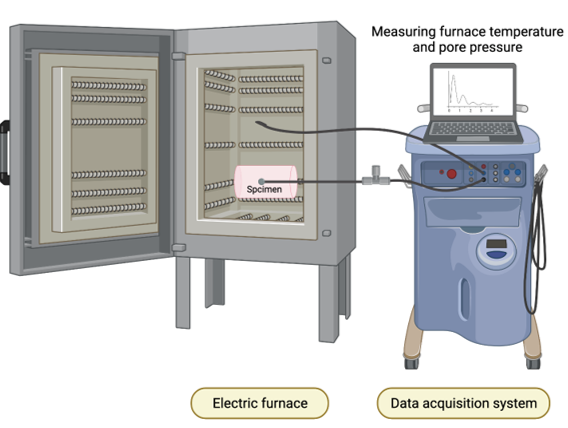 Measuring furnace temperature
and pore pressure
Spcimen
Electric furnace
Data acquisition system